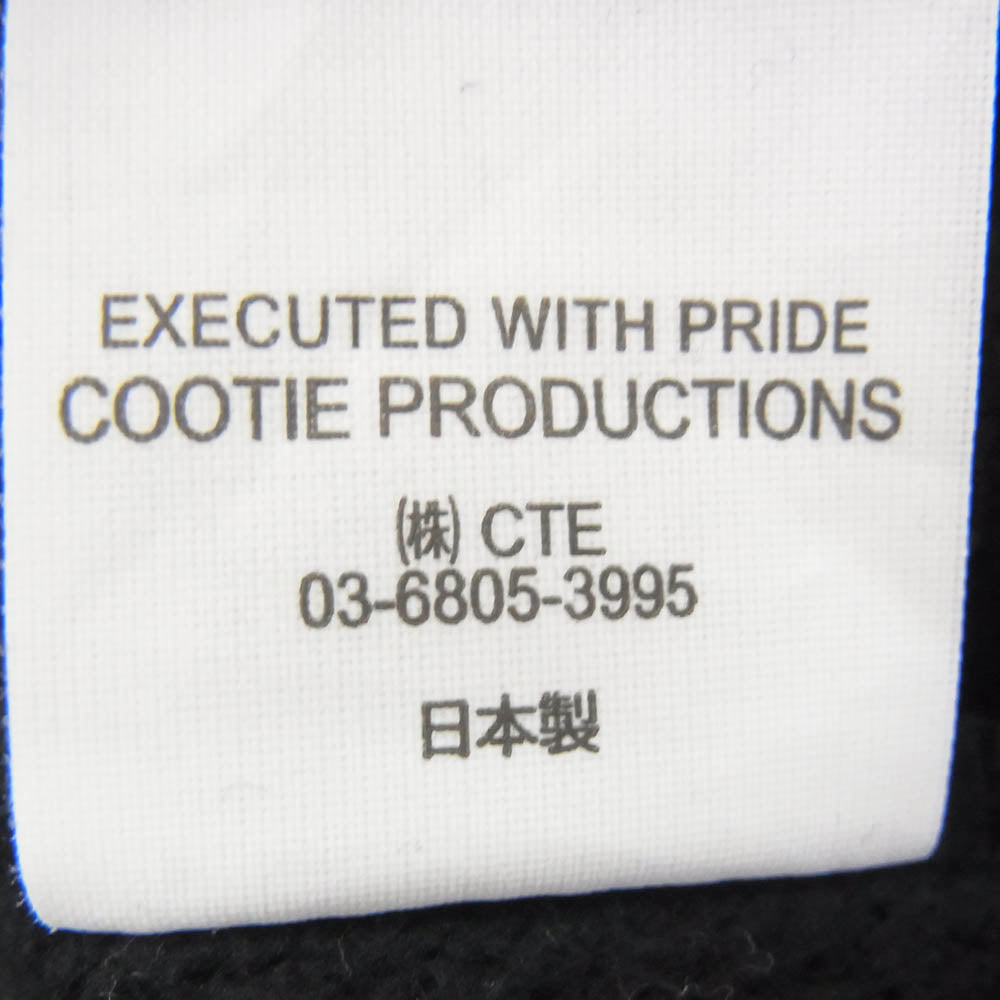 EXECUTED WITH PRIDE
COOTIE PRODUCTIONS
㈱ CTE
03-6805-3995
日本製